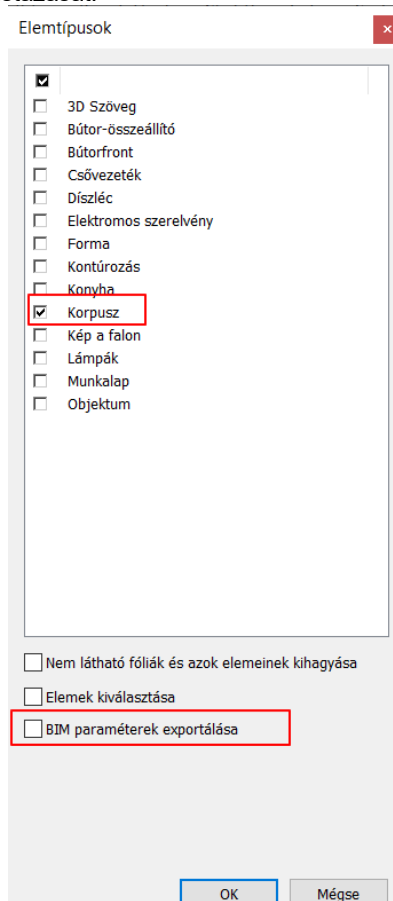 Elemtípusok
3D Szöveg
Bútor-összeállító
Bútorfront
Csővezeték
Díszléc
Elektromos szerelvény
Forma
Kontúrozás
Konyha
Korpusz
Kép a falon
Lámpák
Munkalap
Objektum
Nem látható fóliák és azok elemeinek kihagyása
Elemek kiválasztása
BIM paraméterek exportálása
OK Mégse